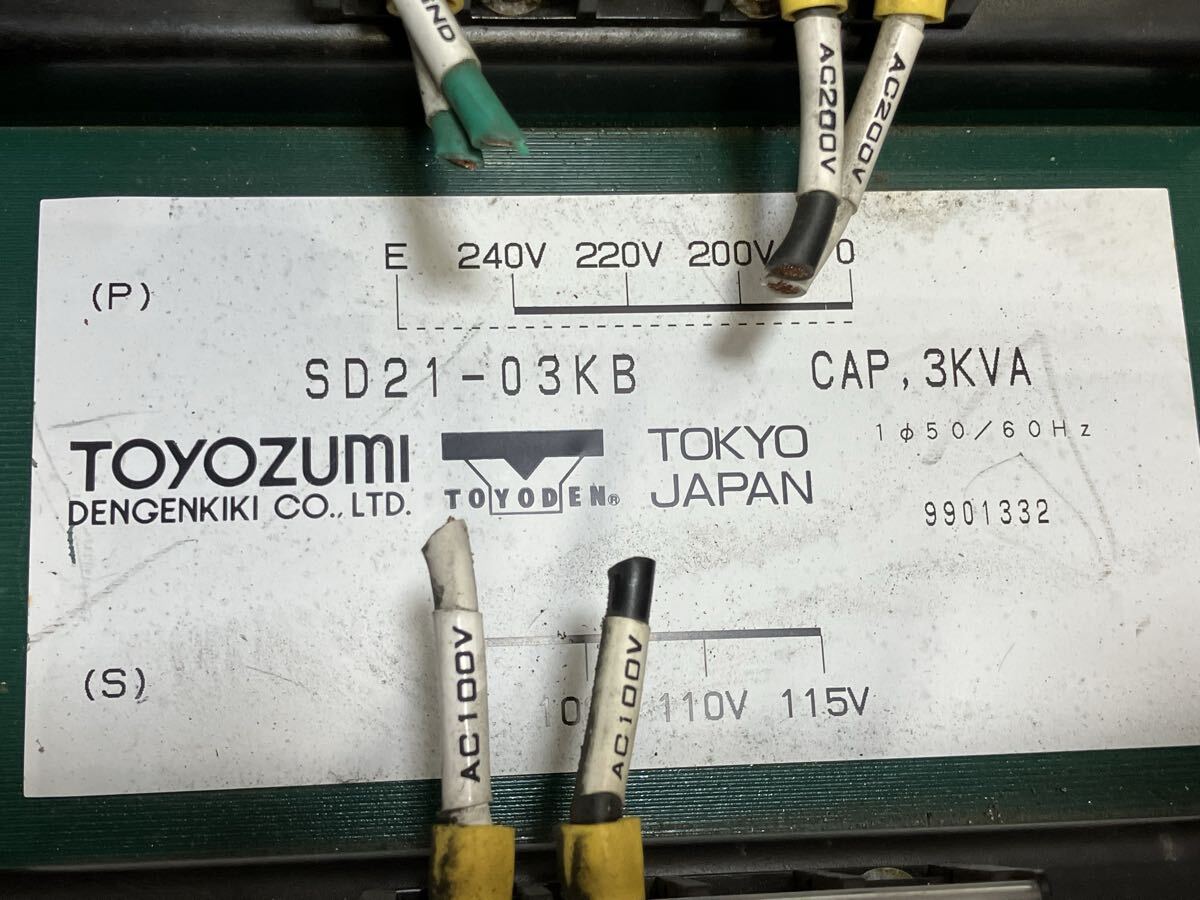 GND
AC200V
AC200V
E 240V 220V 200V 0
(P)
SD21-03KB CAP, 3KVA
1φ50/60Hz
TOYOZUMI
DENGENKIKI CO., LTD.
TOYODEN®
TOKYO
JAPAN
9901332
(S)
AC100V
AC100V
110V 115V